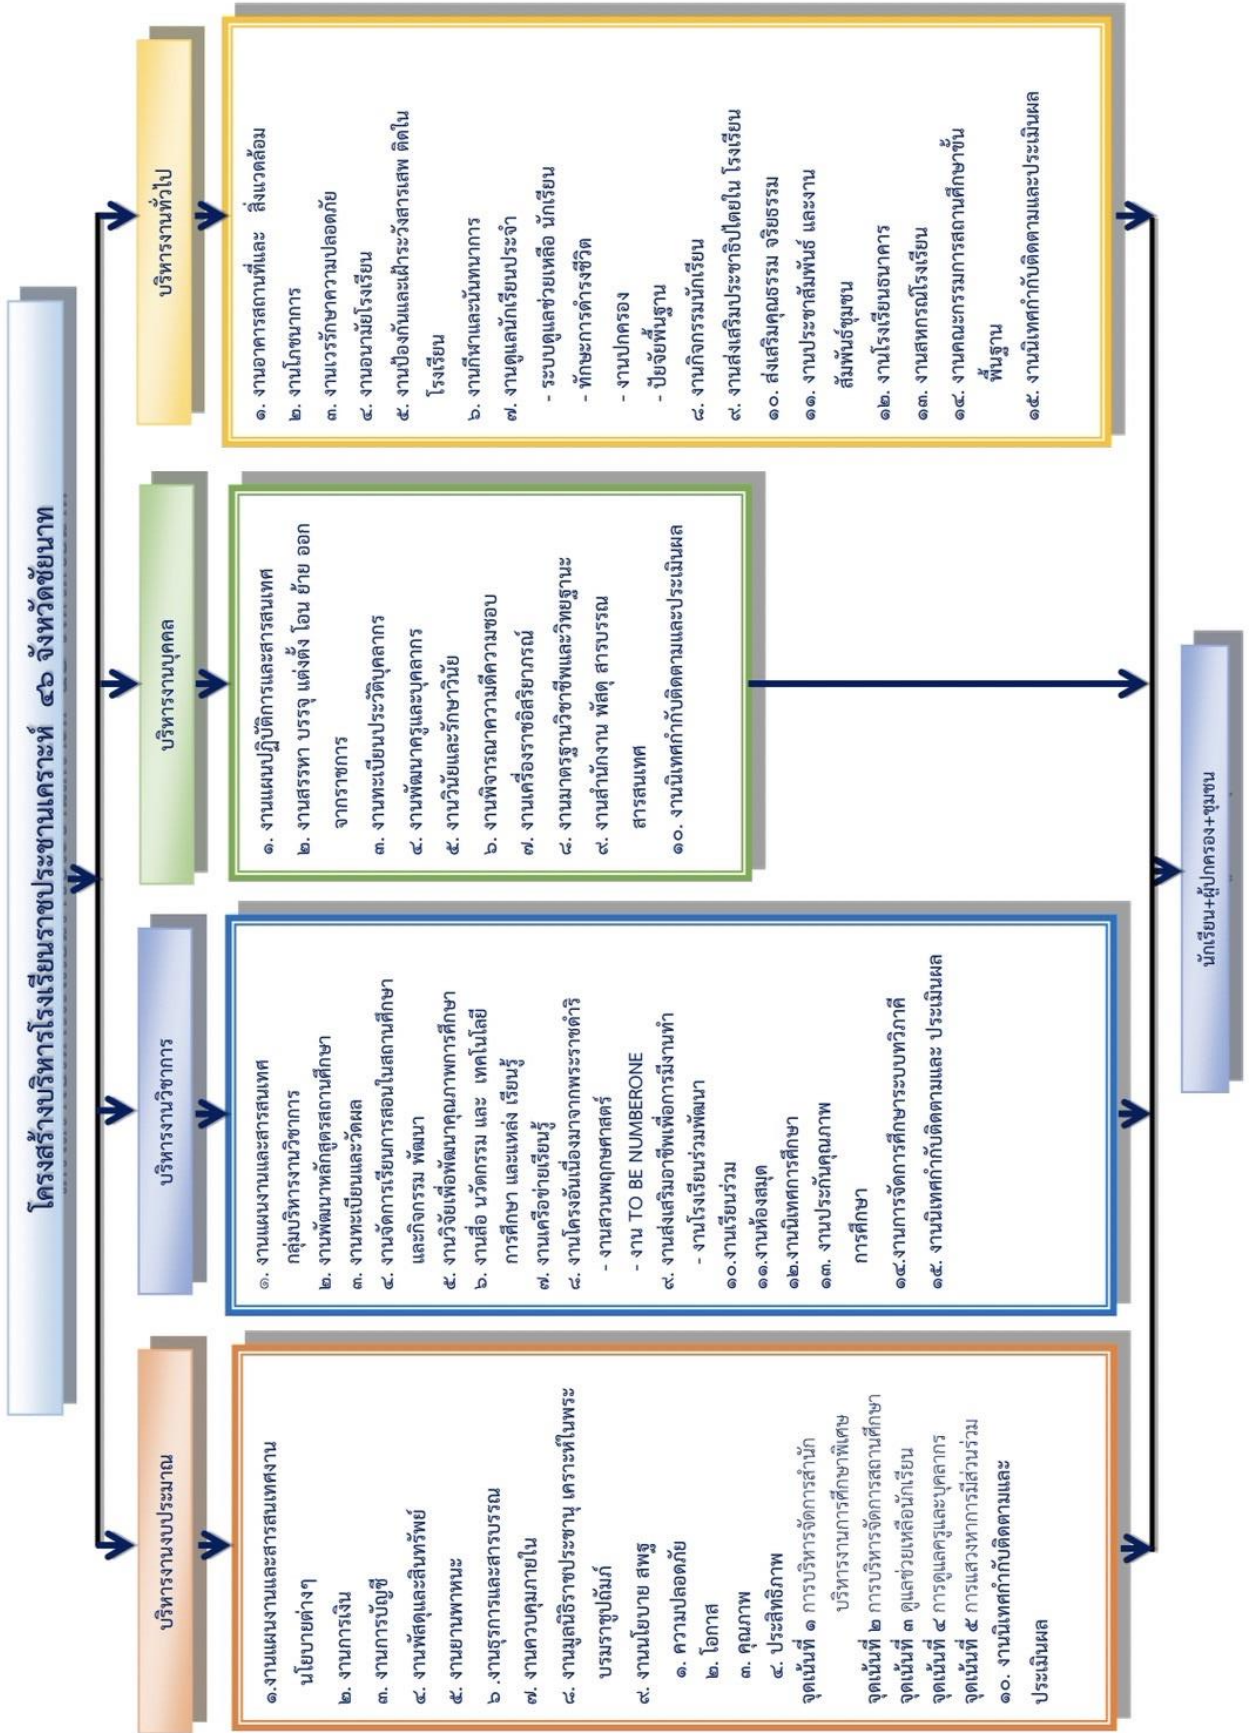 โครงสร้างบริหารโรงเรียนราชประชานุเคราะห์ ๔๖ จังหวัดชัยนาท
บริหารงานงบประมาณ
๑.งานแผนงานและสารสนเทศงาน
นโยบายต่างๆ
๒. งานการเงิน
๓. งานการบัญชี
๔. งานพัสดุและสินทรัพย์
๕. งานยานพาหนะ
๖ .งานธุรการและสารบรรณ
๗. งานควบคุมภายใน
๘. งานมูลนิธิราชประชานุ เคราะห์ในพระ
บรมราชูปถัมภ์
๙. งานนโยบาย สพฐ
๑. ความปลอดภัย
๒. โอกาส
๓. คุณภาพ
๔. ประสิทธิภาพ
จุดเน้นที่ ๑ การบริหารจัดการสำนัก
บริหารงานการศึกษาพิเศษ
จุดเน้นที่ ๒ การบริหารจัดการสถานศึกษา
จุดเน้นที่ ๓ ดูแลช่วยเหลือนักเรียน
จุดเน้นที่ ๔ การดูแลครูและบุคลากร
จุดเน้นที่ ๕ การแสวงหาการมีส่วนร่วม
๑๐. งานนิเทศกำกับติดตามและ
ประเมินผล
บริหารงานวิชาการ
๑. งานแผนงานและสารสนเทศ
กลุ่มบริหารงานวิชาการ
๒. งานพัฒนาหลักสูตรสถานศึกษา
๓. งานทะเบียนและวัดผล
๔. งานจัดการเรียนการสอนในสถานศึกษา
และกิจกรรม พัฒนา
๕. งานวิจัยเพื่อพัฒนาคุณภาพการศึกษา
๖. งานสื่อ นวัตกรรม และ เทคโนโลยี
การศึกษา และแหล่ง เรียนรู้
๗. งานเครือข่ายเรียนรู้
๘. งานโครงอันเนื่องมาจากพระราชดำริ
- งานสวนพฤกษศาสตร์
- งาน TO BE NUMBERONE
๙. งานส่งเสริมอาชีพเพื่อการมีงานทำ
- งานโรงเรียนร่วมพัฒนา
๑๐.งานเรียนร่วม
๑๑.งานห้องสมุด
๑๒.งานนิเทศการศึกษา
๑๓. งานประกันคุณภาพ
การศึกษา
๑๔.งานการจัดการศึกษาระบบทวิภาคี
๑๕. งานนิเทศกำกับติดตามและ ประเมินผล
บริหารงานบุคคล
๑. งานแผนปฏิบัติการและสารสนเทศ
๒. งานสรรหา บรรจุ แต่งตั้ง โอน ย้าย ออก
จากราชการ
๓. งานทะเบียนประวัติบุคลากร
๔. งานพัฒนาครูและบุคลากร
๕. งานวินัยและรักษาวินัย
๖. งานพิจารณาความดีความชอบ
๗. งานเครื่องราชอิสริยาภรณ์
๘. งานมาตรฐานวิชาชีพและวิทยฐานะ
๙. งานสำนักงาน พัสดุ สารบรรณ
สารสนเทศ
๑๐. งานนิเทศกำกับติดตามและประเมินผล
บริหารงานทั่วไป
๑. งานอาคารสถานที่และ สิ่งแวดล้อม
๒. งานโภชนาการ
๓. งานเวรรักษาความปลอดภัย
๔. งานอนามัยโรงเรียน
๕. งานป้องกันและเฝ้าระวังสารเสพ ติดใน
โรงเรียน
๖. งานกีฬาและนันทนาการ
๗. งานดูแลนักเรียนประจำ
- ระบบดูแลช่วยเหลือ นักเรียน
- ทักษะการดำรงชีวิต
- งานปกครอง
- ปัจจัยพื้นฐาน
๘. งานกิจกรรมนักเรียน
๙. งานส่งเสริมประชาธิปไตยใน โรงเรียน
๑๐. ส่งเสริมคุณธรรม จริยธรรม
๑๑. งานประชาสัมพันธ์ และงาน
สัมพันธ์ชุมชน
๑๒. งานโรงเรียนธนาคาร
๑๓. งานสหกรณ์โรงเรียน
๑๔. งานคณะกรรมการสถานศึกษาขั้น
พื้นฐาน
๑๕. งานนิเทศกำกับติดตามและประเมินผล
นักเรียน+ผู้ปกครอง+ชุมชน